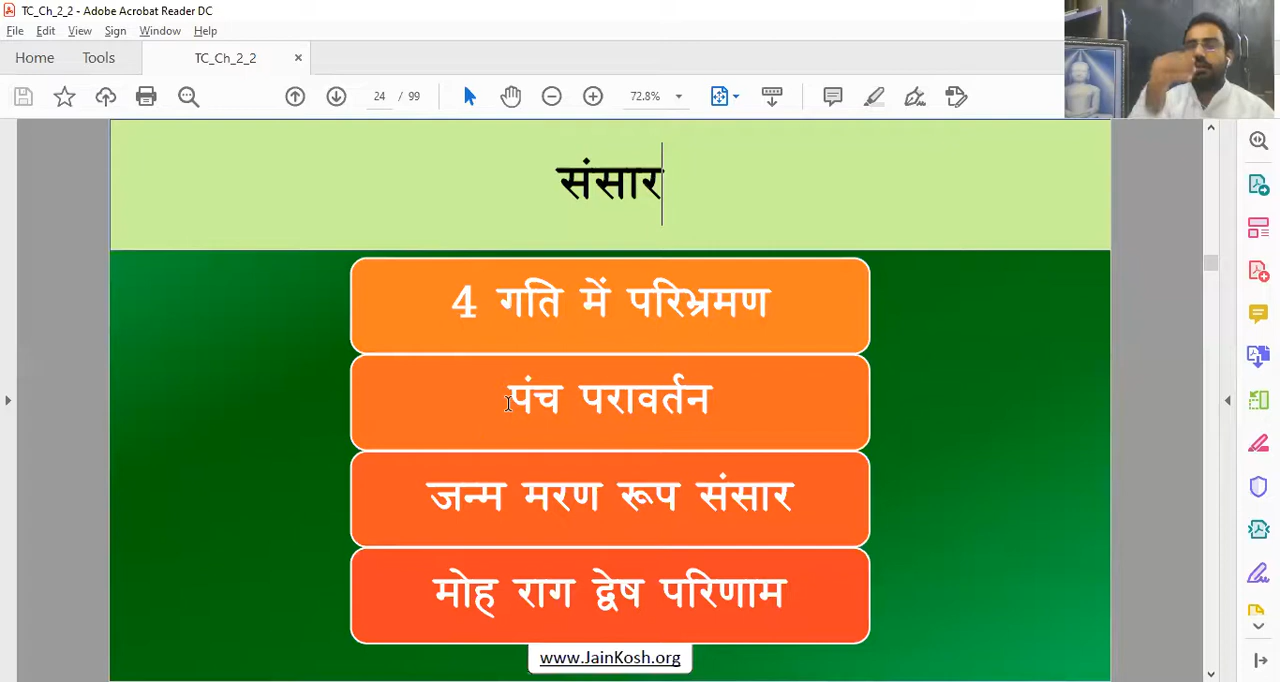 TC_Ch_2_2 - Adobe Acrobat Reader DC
File Edit View Sign Window Help
Home Tools TC_Ch_2_2
24 / 99 72.8%
संसार
4 गति में परिभ्रमण
पंच परावर्तन
जन्म मरण रूप संसार
मोह राग द्वेष परिणाम
www.JainKosh.org